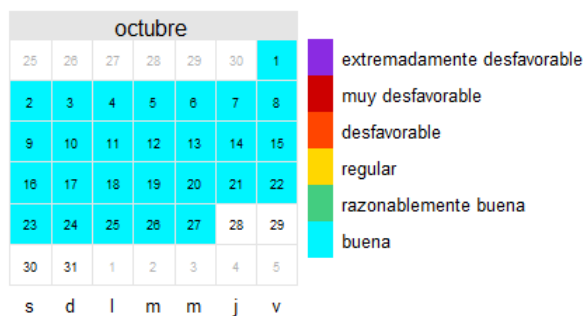 octubre
25 26 27 28 29 30 1
2 3 4 5 6 7 8
9 10 11 12 13 14 15
16 17 18 19 20 21 22
23 24 25 26 27 28 29
30 31 1 2 3 4 5
s d l m m j v
extremadamente desfavorable
muy desfavorable
desfavorable
regular
razonablemente buena
buena